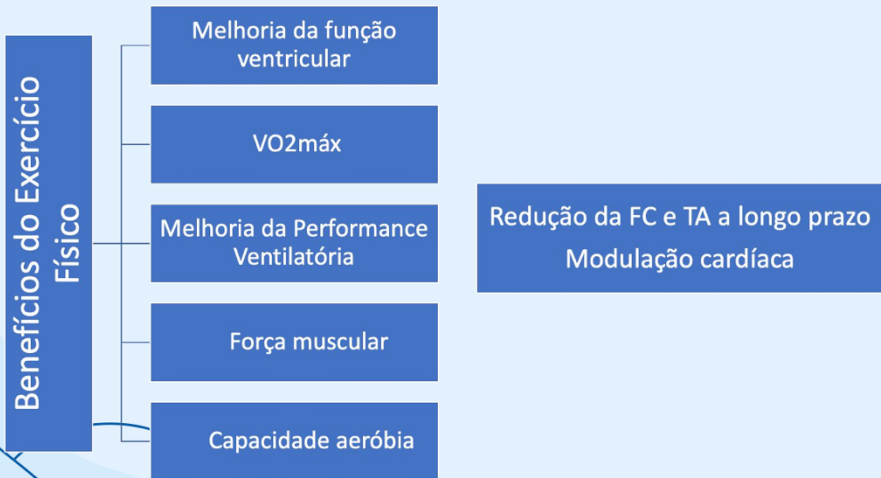 Benefícios do Exercício
Físico
Melhoria da função
ventricular
VO2máx
Melhoria da Performance
Ventilatória
Força muscular
Capacidade aeróbia
Redução da FC e TA a longo prazo
Modulação cardíaca